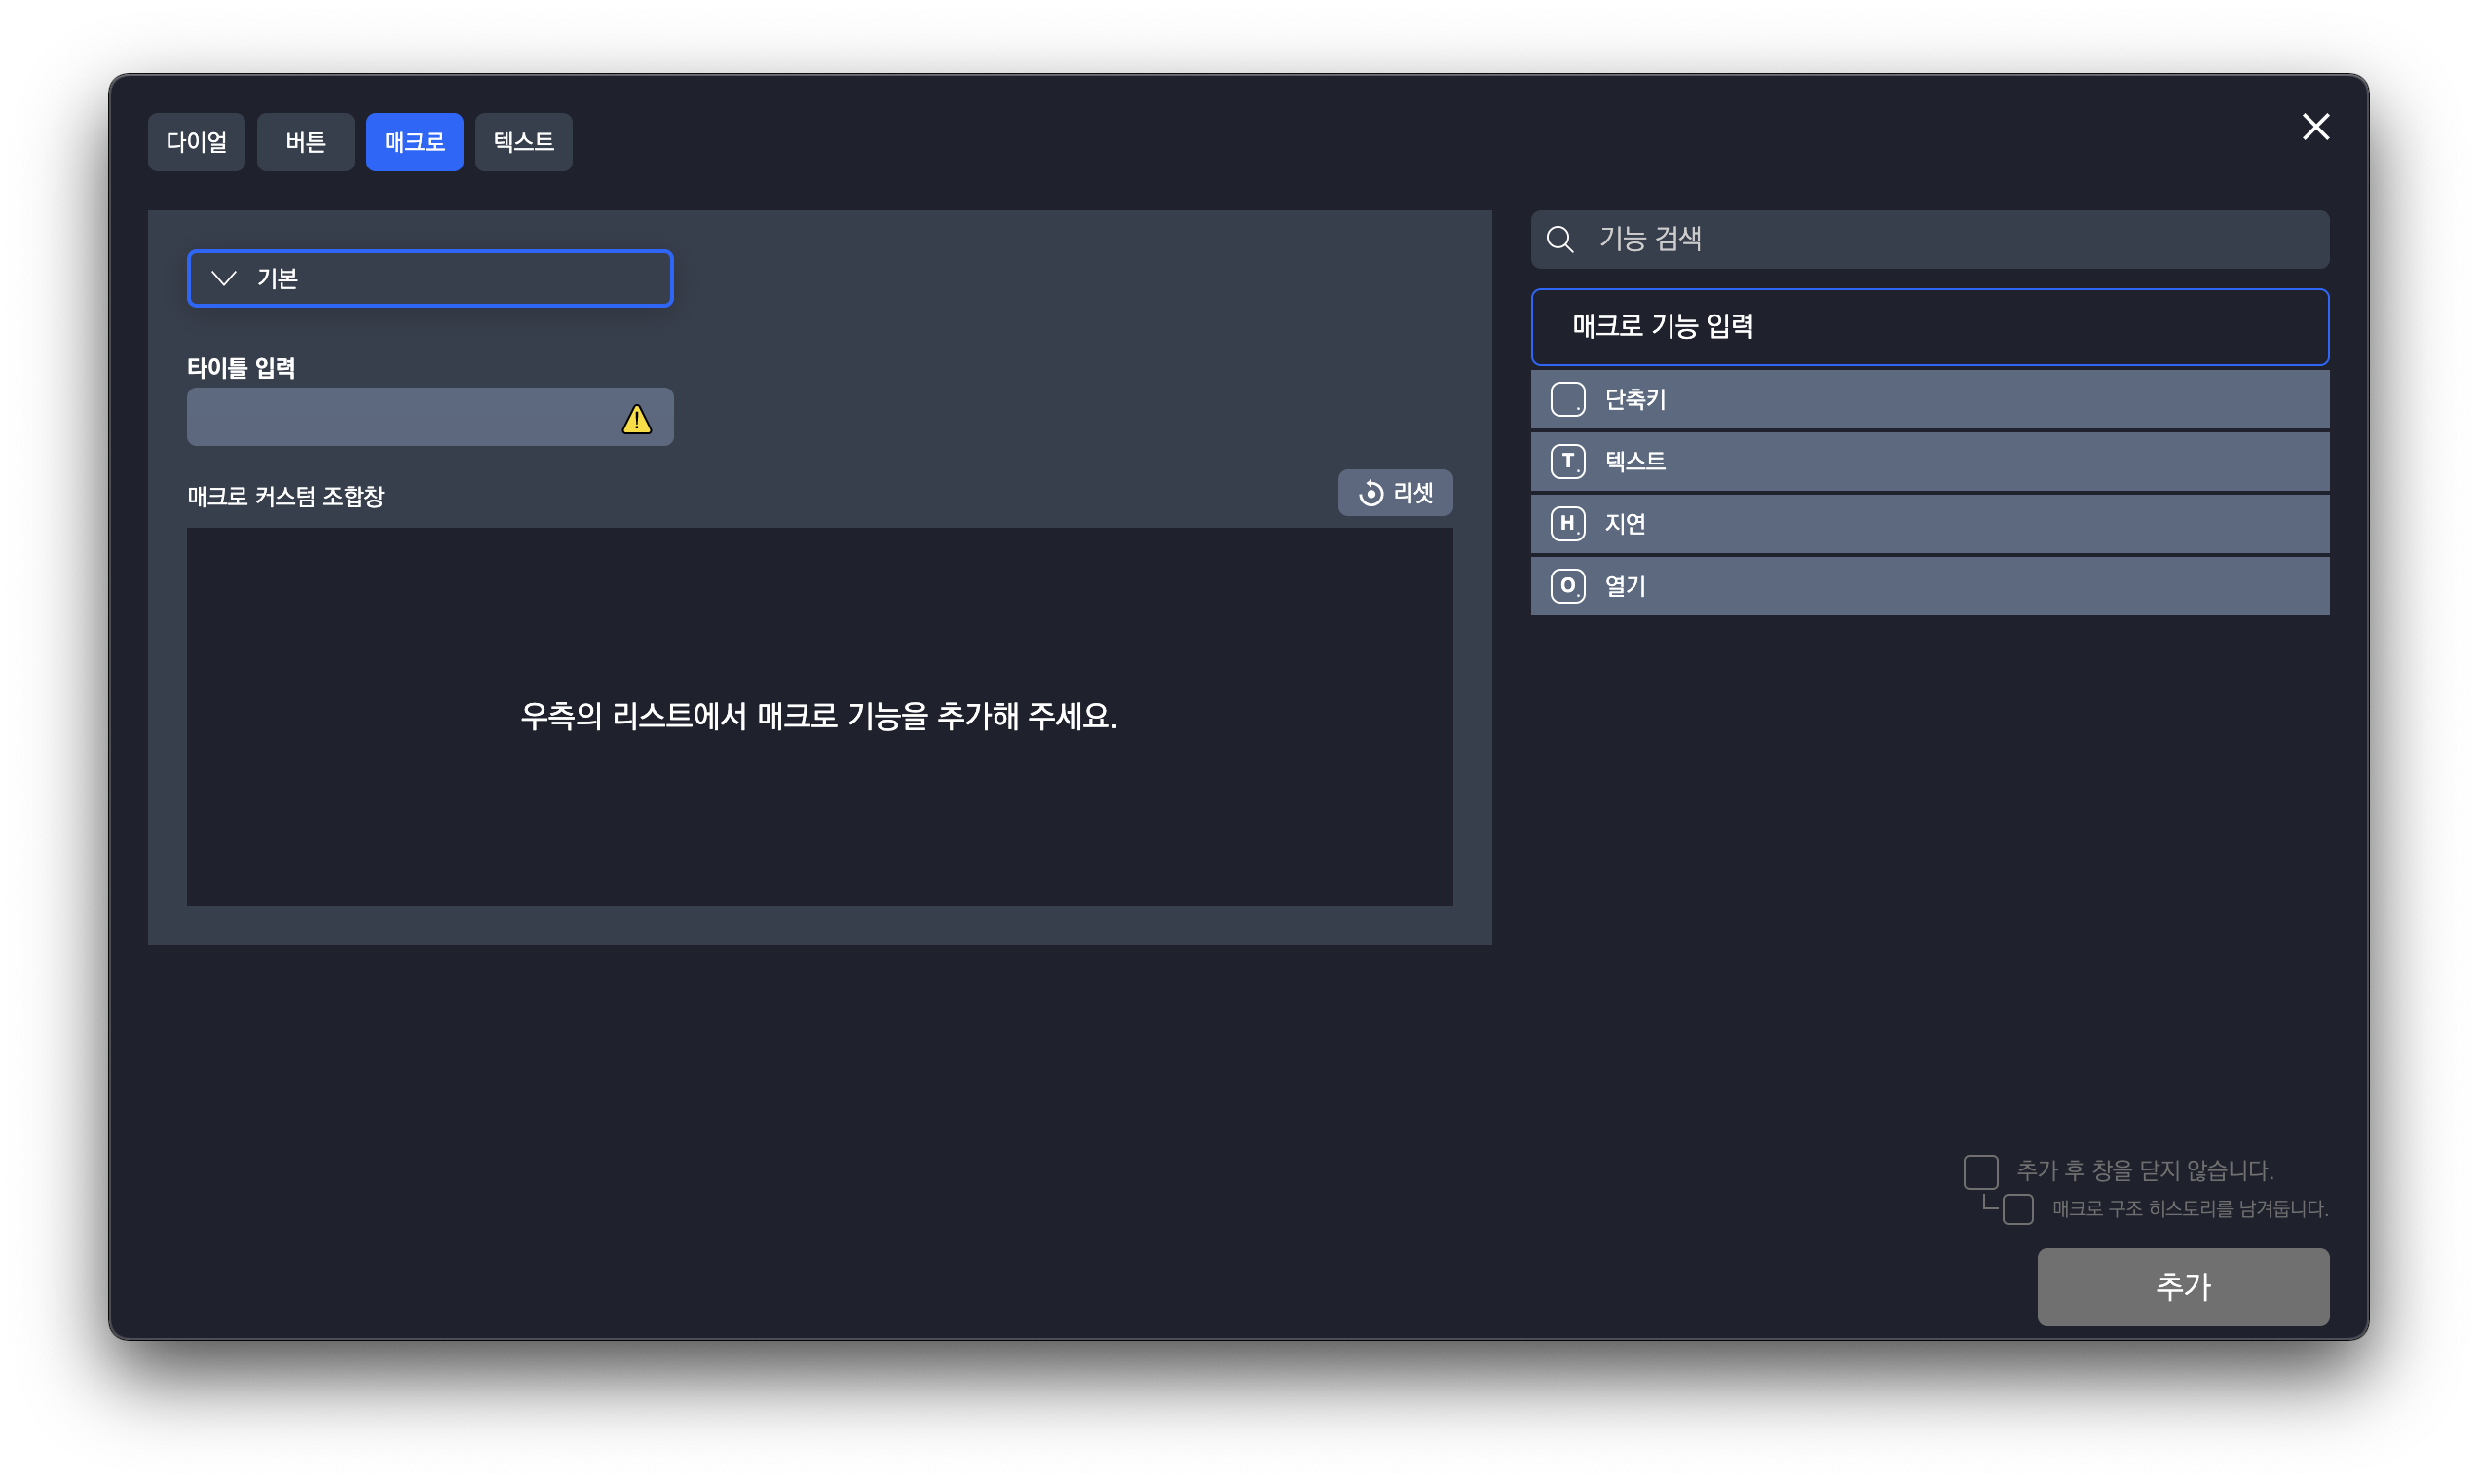 다이얼 버튼 매크로 텍스트
기본
타이틀 입력
매크로 커스텀 조합창
리셋
우측의 리스트에서 매크로 기능을 추가해 주세요.
기능 검색
매크로 기능 입력
단축키
T 텍스트
H 지연
O 열기
추가 후 창을 닫지 않습니다.
매크로 구조 히스토리를 남겨둡니다.
추가